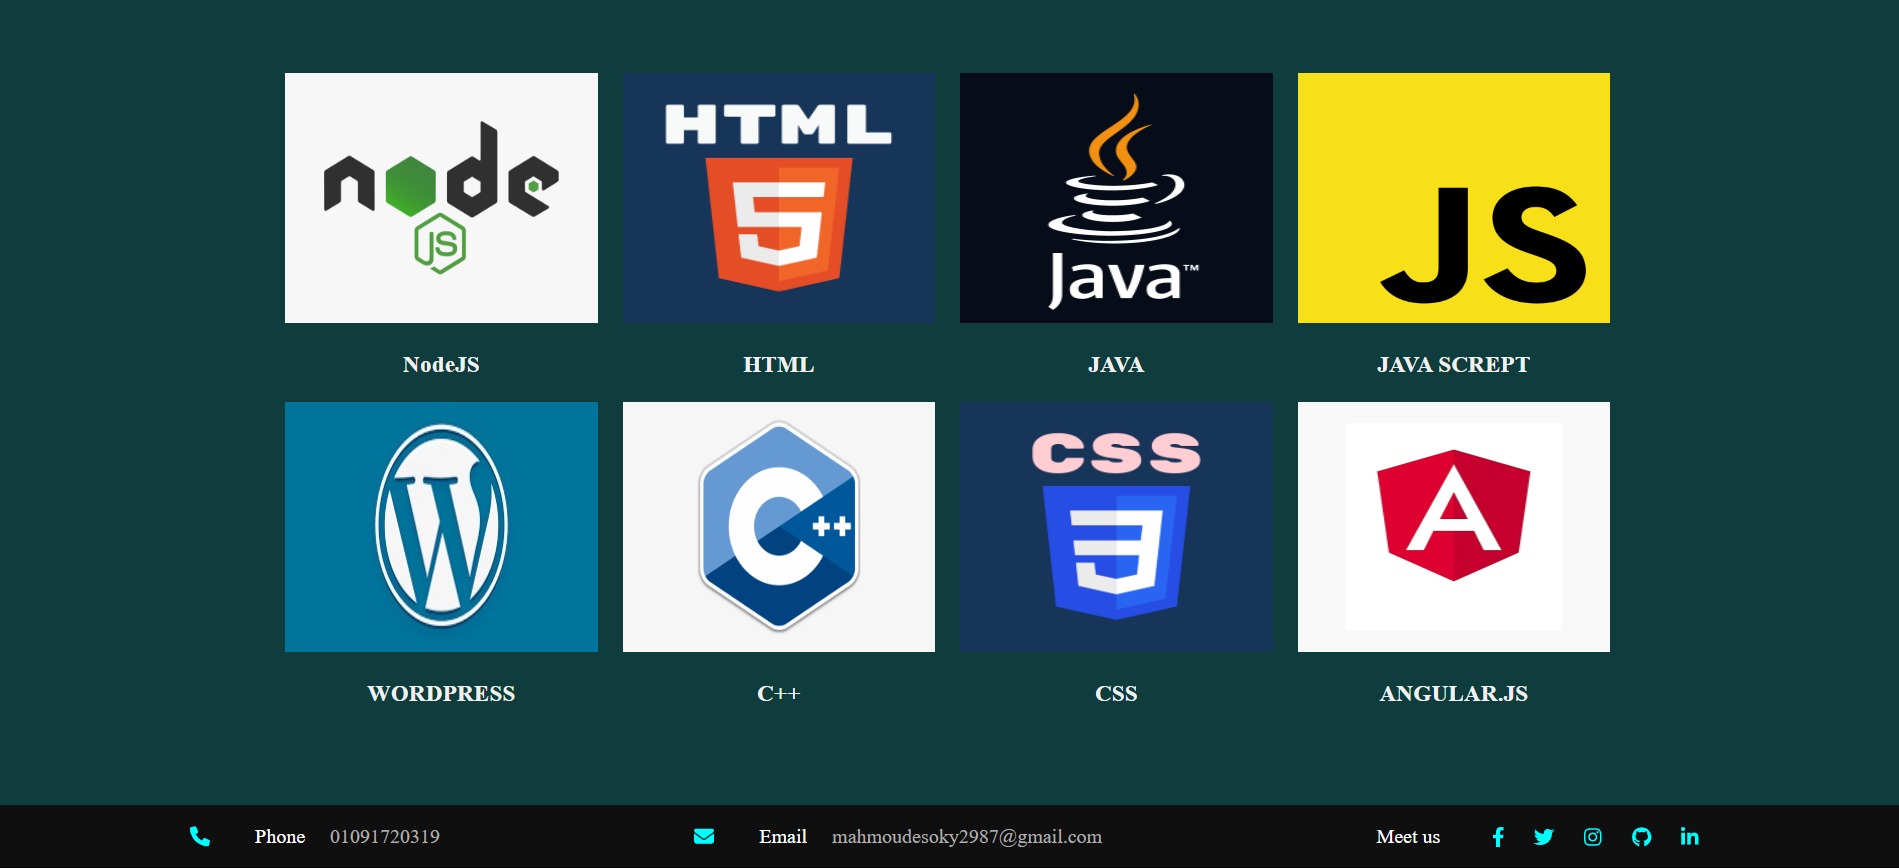 node
JS
HTML
5
Java™
JS
NodeJS
HTML
JAVA
JAVA SCREPT
W
C++
CSS
3
A
WORDPRESS
C++
CSS
ANGULAR.JS
Phone 01091720319 Email mahmoudesoky2987@gmail.com Meet us